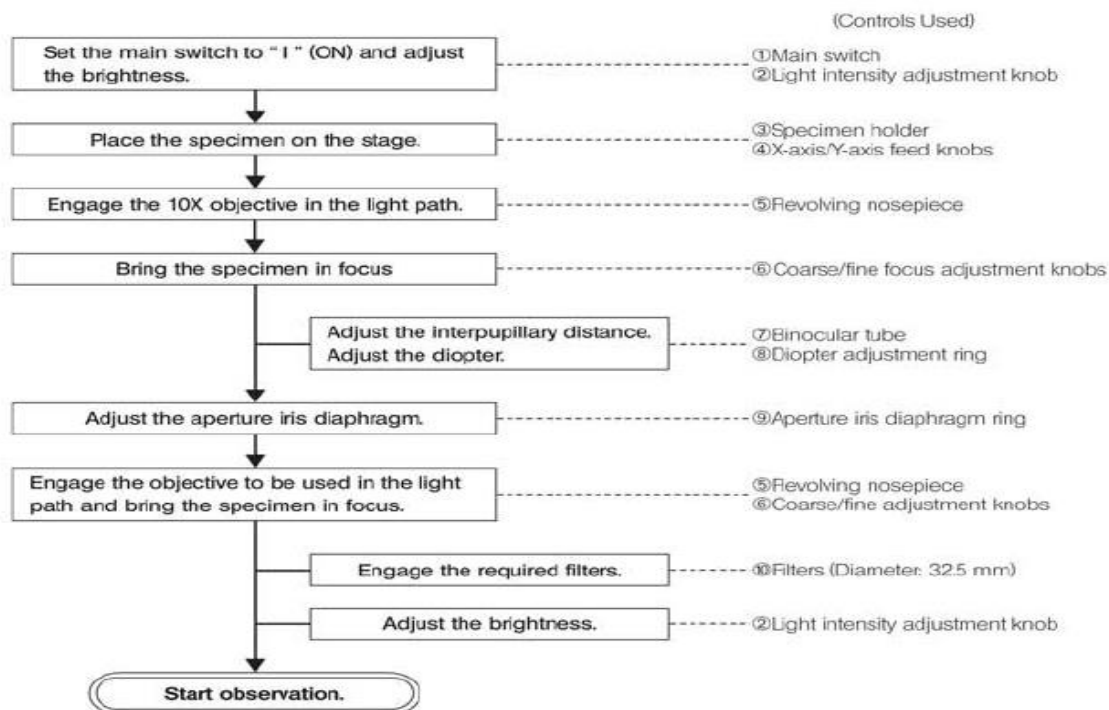 (Controls Used)
Set the main switch to "I" (ON) and adjust
the brightness.
①Main switch
②Light intensity adjustment knob
Place the specimen on the stage.
③Specimen holder
④X-axis/Y-axis feed knobs
Engage the 10X objective in the light path.
⑤Revolving nosepiece
Bring the specimen in focus
⑥Coarse/fine focus adjustment knobs
Adjust the interpupillary distance.
Adjust the diopter.
⑦Binocular tube
⑧Diopter adjustment ring
Adjust the aperture iris diaphragm.
⑨Aperture iris diaphragm ring
Engage the objective to be used in the light
path and bring the specimen in focus.
⑤Revolving nosepiece
⑥Coarse/fine adjustment knobs
Engage the required filters.
⑩Filters (Diameter: 32.5 mm)
Adjust the brightness.
②Light intensity adjustment knob
Start observation.